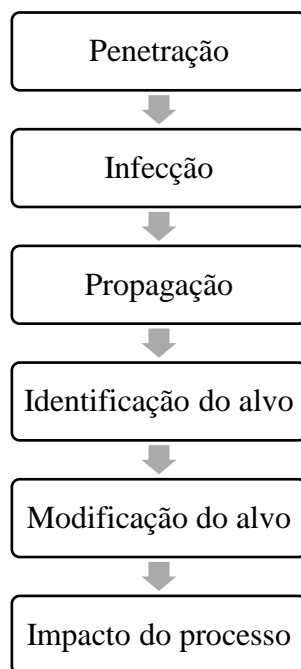 Penetração
Infecção
Propagação
Identificação do alvo
Modificação do alvo
Impacto do processo